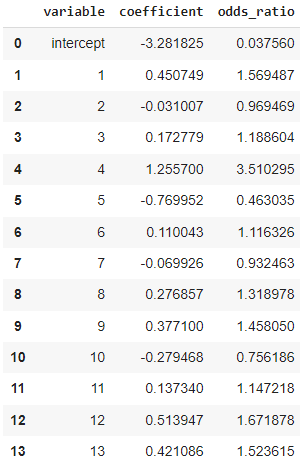 variable coefficient odds_ratio
0 intercept -3.281825 0.037560
1 1 0.450749 1.569487
2 2 -0.031007 0.969469
3 3 0.172779 1.188604
4 4 1.255700 3.510295
5 5 -0.769952 0.463035
6 6 0.110043 1.116326
7 7 -0.069926 0.932463
8 8 0.276857 1.318978
9 9 0.377100 1.458050
10 10 -0.279468 0.756186
11 11 0.137340 1.147218
12 12 0.513947 1.671878
13 13 0.421086 1.523615